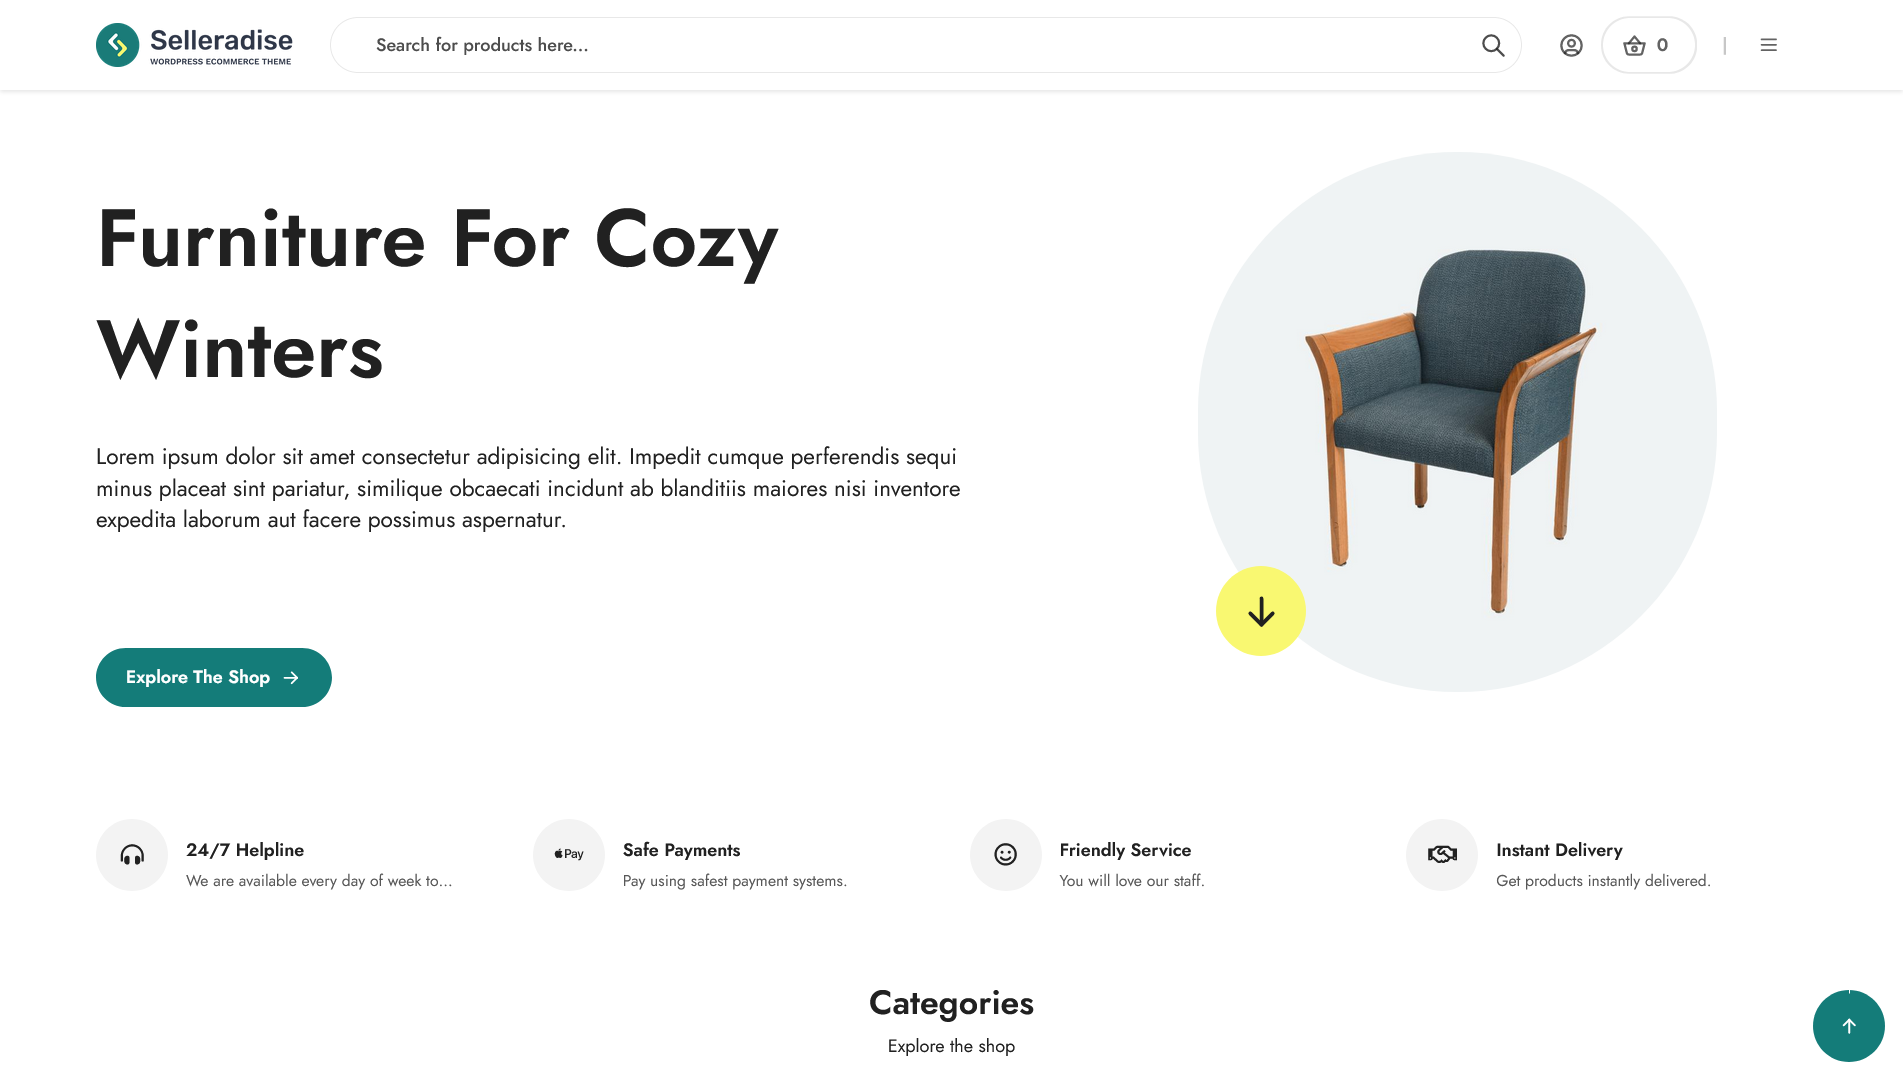 Selleradise
WORDPRESS ECOMMERCE THEME
Search for products here...
0
Furniture For Cozy
Winters
Lorem ipsum dolor sit amet consectetur adipisicing elit. Impedit cumque perferendis sequi
minus placeat sint pariatur, similique obcaecati incidunt ab blanditiis maiores nisi inventore
expedita laborum aut facere possimus aspernatur.
Explore The Shop
24/7 Helpline
We are available every day of week to...
Pay
Safe Payments
Pay using safest payment systems.
Friendly Service
You will love our staff.
Instant Delivery
Get products instantly delivered.
Categories
Explore the shop